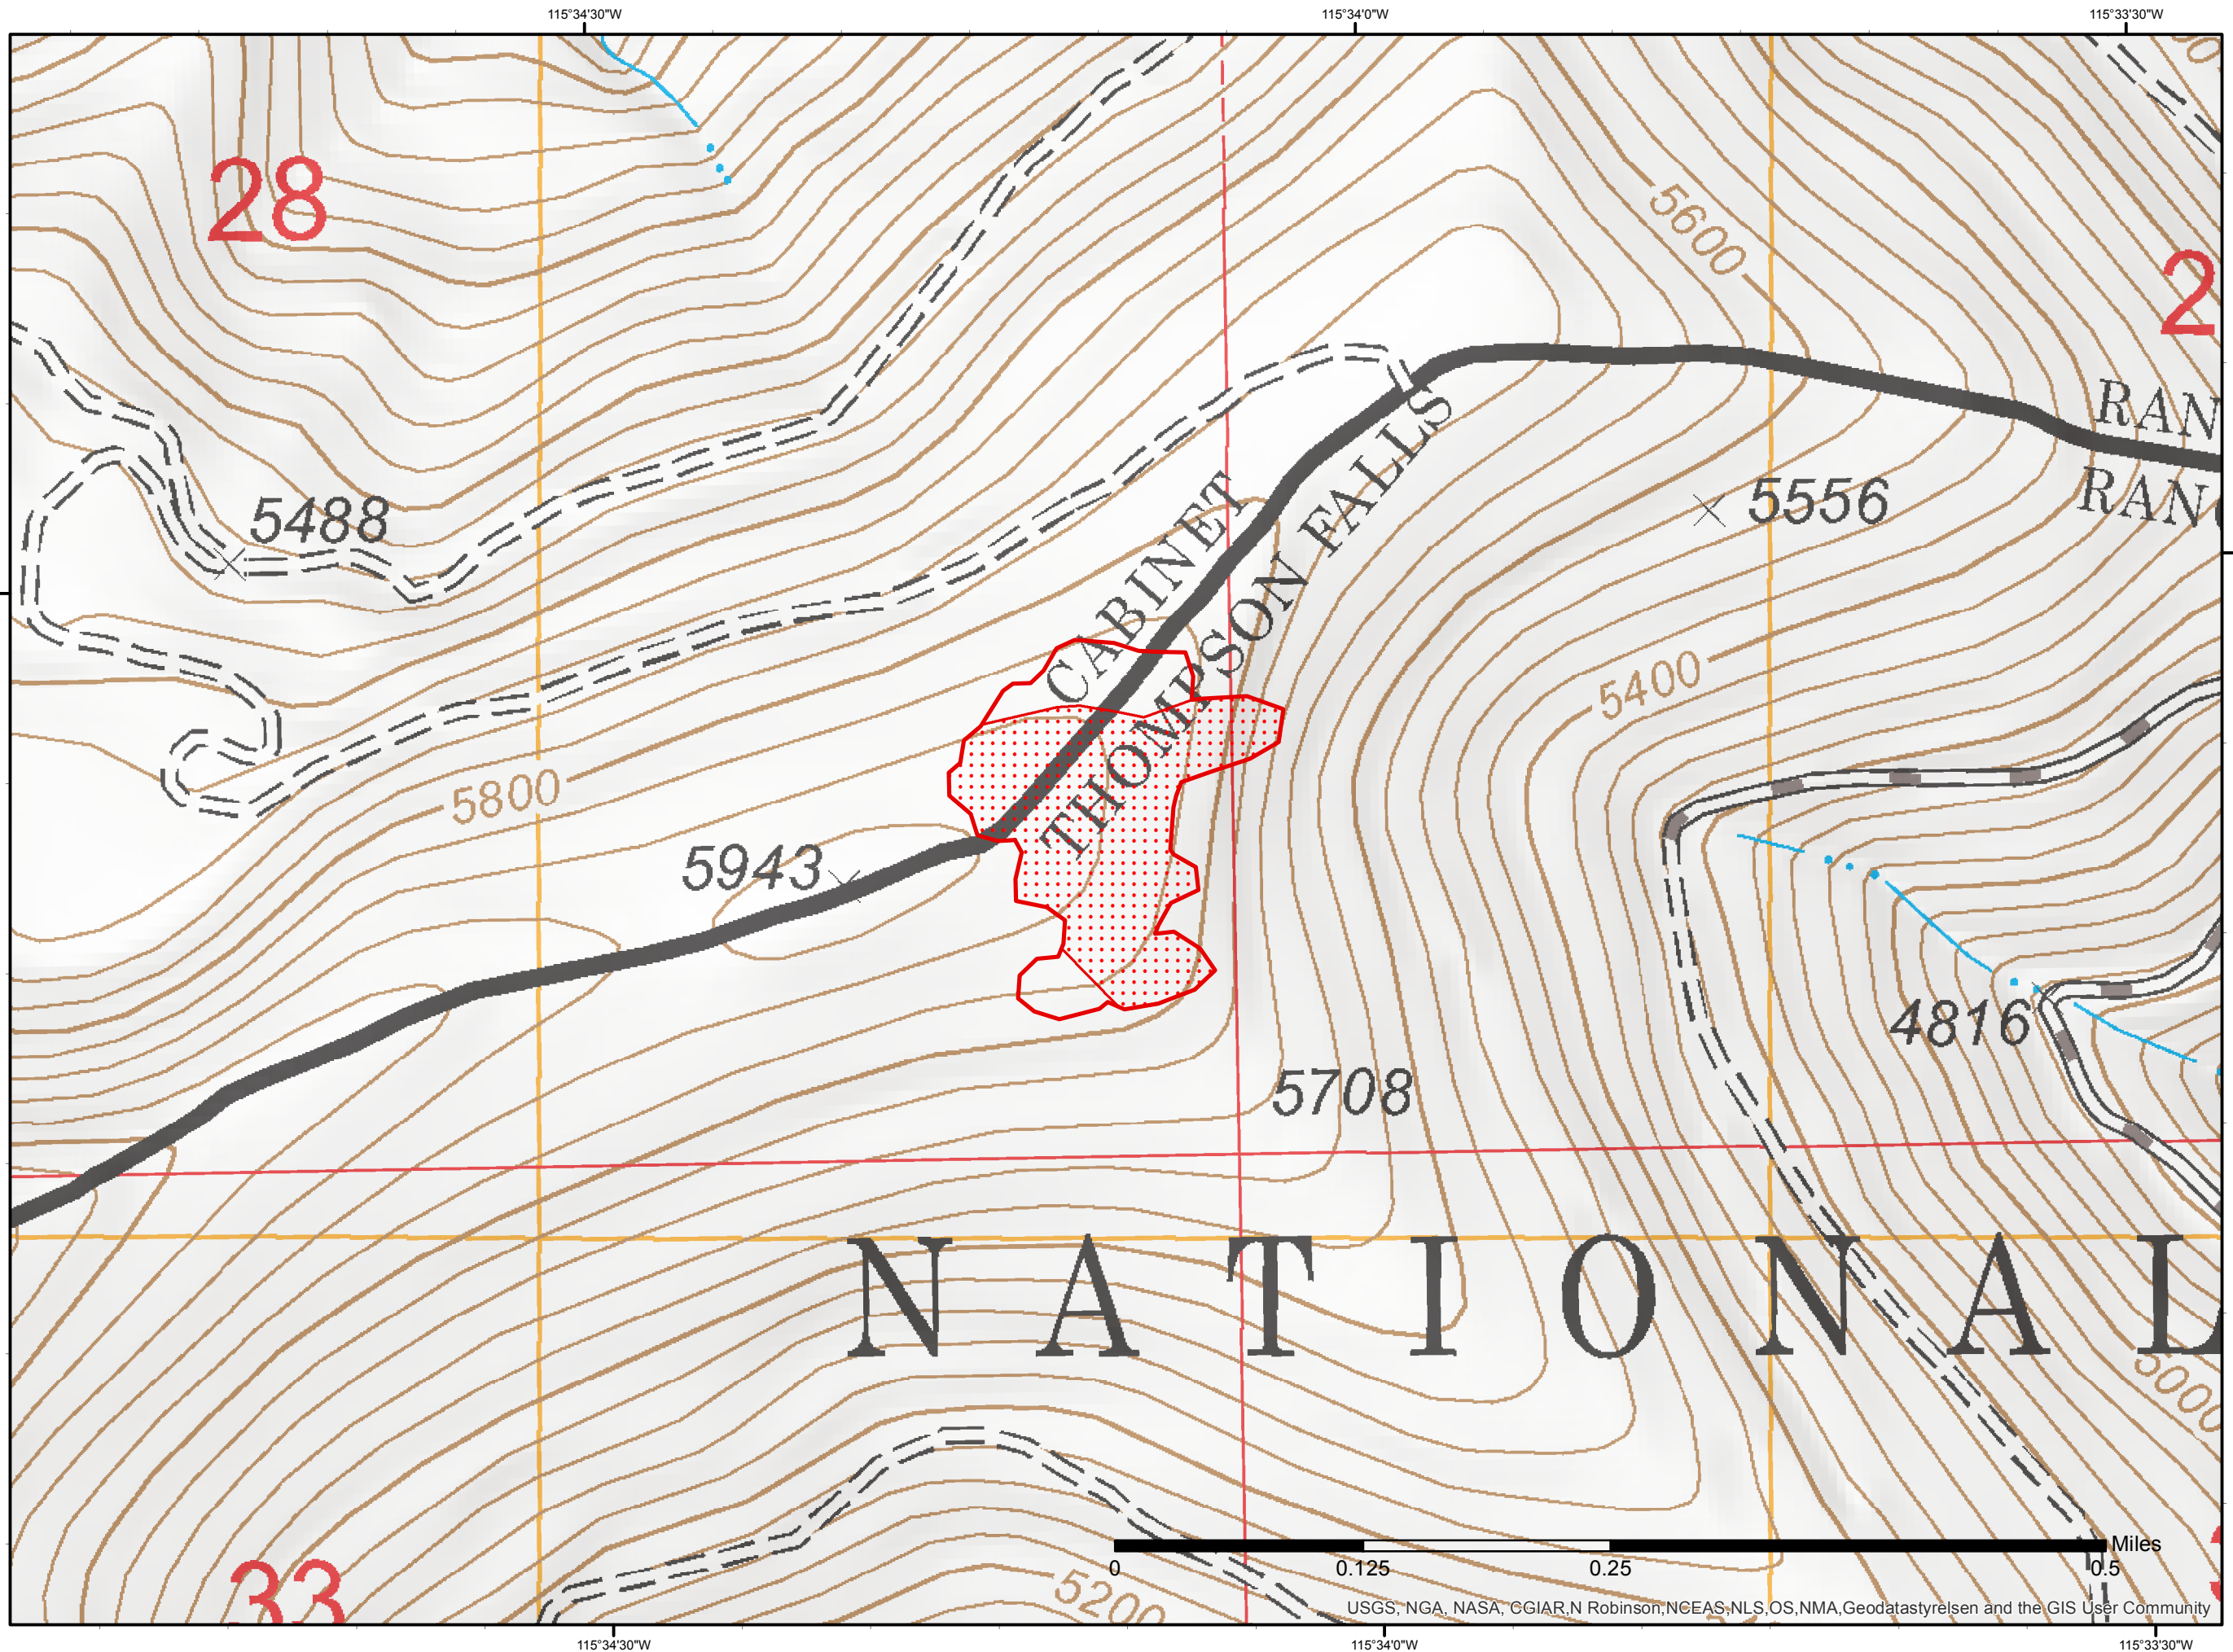 115°34'30"W 115°34'0"W 115°33'30"W
28
5600
2
RAN
RAN
5488
5556
CABINET
THOMPSON FALLS
5400
5800
5943
4816
5708
NATIONAL
5000
33
5200
0 0.125 0.25 0.5 Miles
USGS, NGA, NASA, CGIAR,N Robinson,NCEAS,NLS,OS,NMA,Geodatastyrelsen and the GIS User Community
115°34'30"W 115°34'0"W 115°33'30"W